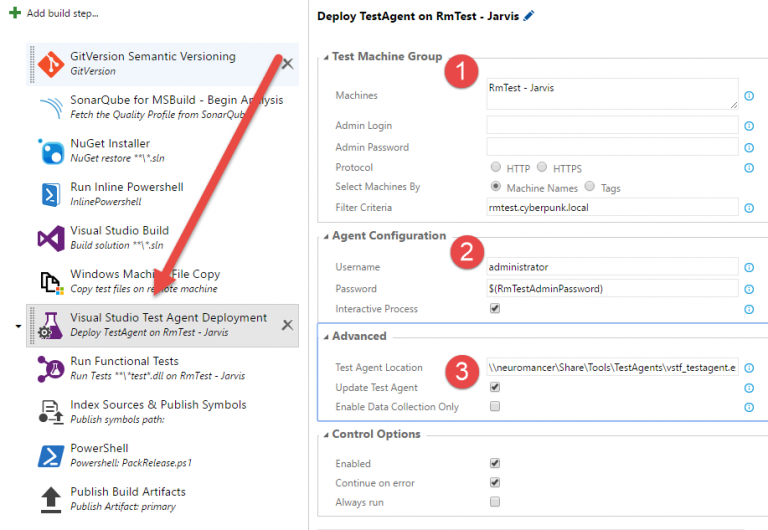 Add build step...
GitVersion Semantic Versioning
GitVersion
SonarQube for MSBuild - Begin Analysis
Fetch the Quality Profile from SonarQube
NuGet Installer
NuGet restore **\*.sln
Run Inline Powershell
InlinePowershell
Visual Studio Build
Build solution **\*.sln
Windows Machine File Copy
Copy test files on remote machine
Visual Studio Test Agent Deployment
Deploy TestAgent on RmTest - Jarvis
Run Functional Tests
Run Tests **\*test*.dll on RmTest - Jarvis
Index Sources & Publish Symbols
Publish symbols path:
PowerShell
Powershell: PackRelease.ps1
Publish Build Artifacts
Publish Artifact: primary
Deploy TestAgent on RmTest - Jarvis
Test Machine Group
1
Machines RmTest - Jarvis
Admin Login
Admin Password
Protocol HTTP HTTPS
Select Machines By Machine Names Tags
Filter Criteria rmtest.cyberpunk.local
Agent Configuration
2
Username administrator
Password $(RmTestAdminPassword)
Interactive Process
Advanced
3
Test Agent Location \\neuromancer\Share\Tools\TestAgents\vstf_testagent.e
Update Test Agent
Enable Data Collection Only
Control Options
Enabled
Continue on error
Always run